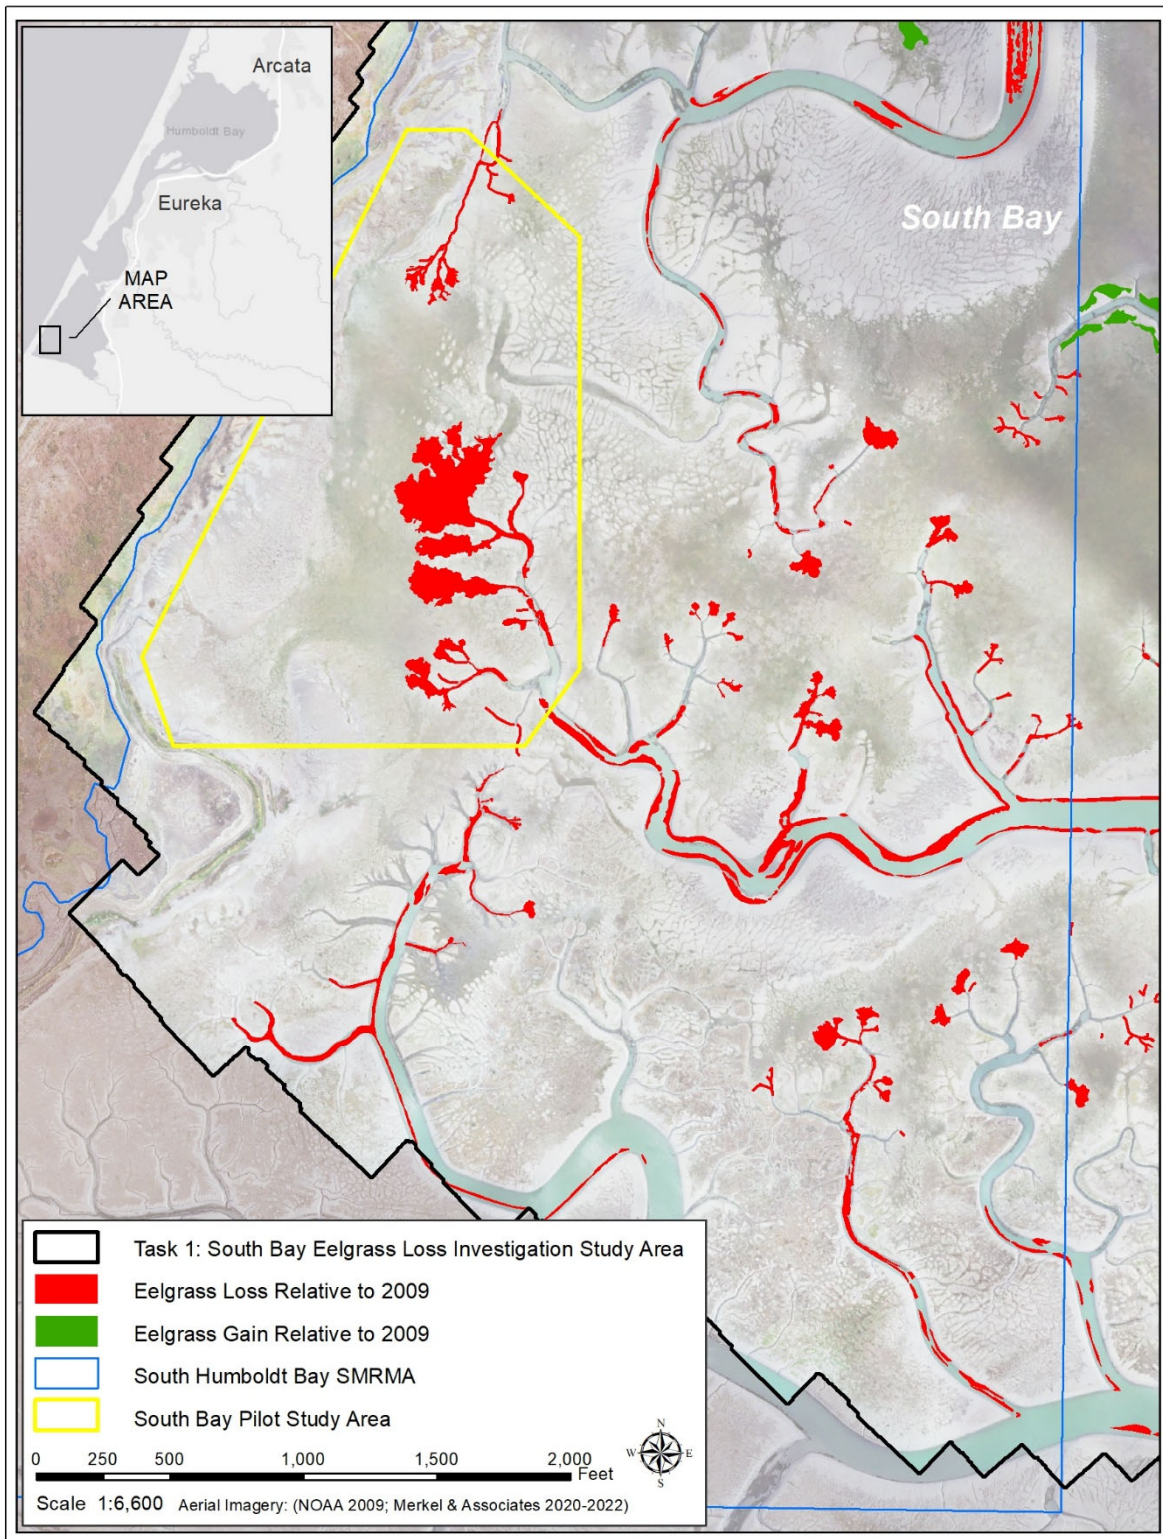 Arcata
Humboldt Bay
Eureka
MAP
AREA
South Bay
Task 1: South Bay Eelgrass Loss Investigation Study Area
Eelgrass Loss Relative to 2009
Eelgrass Gain Relative to 2009
South Humboldt Bay SMRMA
South Bay Pilot Study Area
N
W E
S
0 250 500 1,000 1,500 2,000
Feet
Scale 1:6,600 Aerial Imagery: (NOAA 2009; Merkel & Associates 2020-2022)